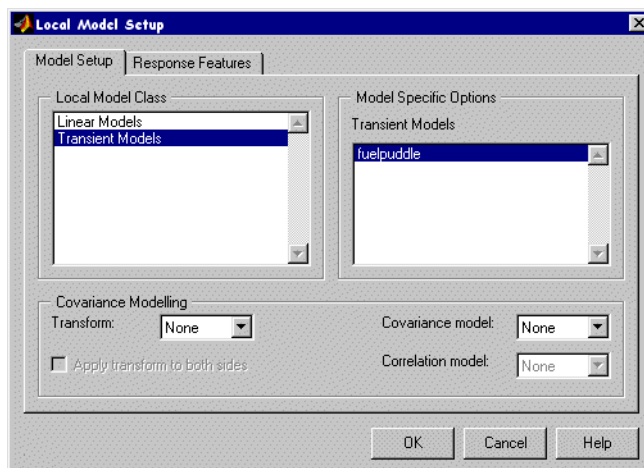 Local Model Setup
Model Setup
Response Features
Local Model Class
Linear Models
Transient Models
Model Specific Options
Transient Models
fuelpuddle
Covariance Modelling
Transform:
None
Apply transform to both sides
Covariance model:
None
Correlation model:
None
OK
Cancel
Help